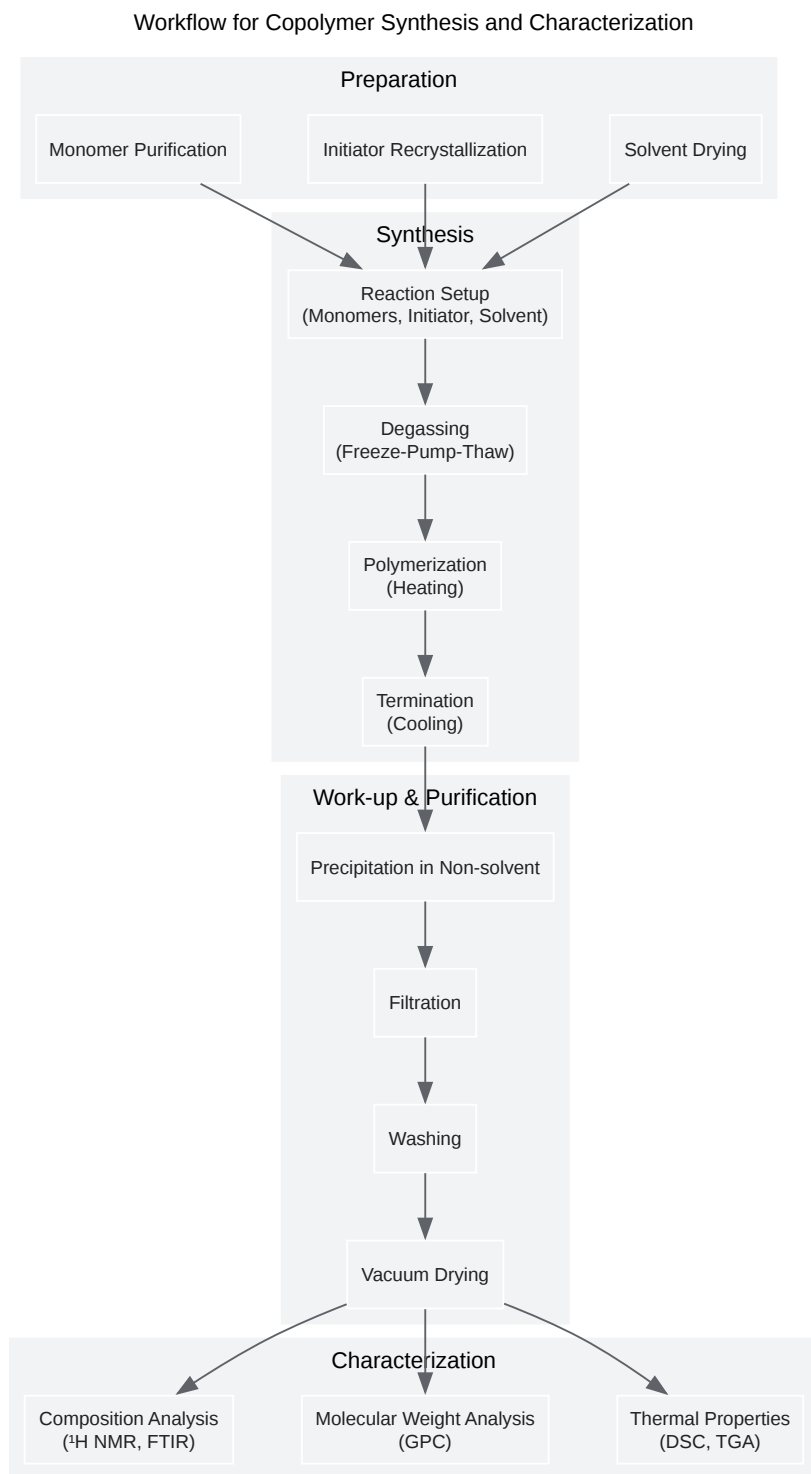 Workflow for Copolymer Synthesis and Characterization
Preparation
Monomer Purification
Initiator Recrystallization
Solvent Drying
Synthesis
Reaction Setup
(Monomers, Initiator, Solvent)
Degassing
(Freeze-Pump-Thaw)
Polymerization
(Heating)
Termination
(Cooling)
Work-up & Purification
Precipitation in Non-solvent
Filtration
Washing
Vacuum Drying
Characterization
Composition Analysis
(¹H NMR, FTIR)
Molecular Weight Analysis
(GPC)
Thermal Properties
(DSC, TGA)